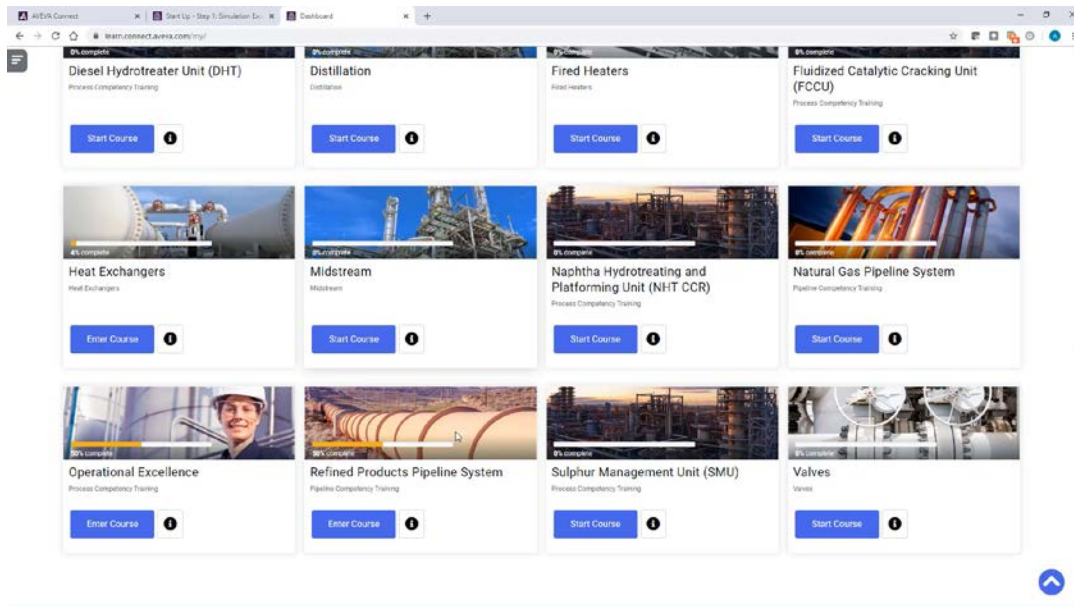 AVEVA Connect
Start Up - Step 1: Simulation Ex
Dashboard
learn.connect.aveva.com/my/
0% complete
0% complete
0% complete
0% complete
Diesel Hydrotreater Unit (DHT)
Process Competency Training
Distillation
Distillation
Fired Heaters
Fired Heaters
Fluidized Catalytic Cracking Unit
(FCCU)
Process Competency Training
Start Course
Start Course
Start Course
Start Course
4% complete
0% complete
0% complete
0% complete
Heat Exchangers
Heat Exchangers
Midstream
Midstream
Naphtha Hydrotreating and
Platforming Unit (NHT CCR)
Process Competency Training
Natural Gas Pipeline System
Pipeline Competency Training
Enter Course
Start Course
Start Course
Start Course
50% complete
50% complete
0% complete
0% complete
Operational Excellence
Process Competency Training
Refined Products Pipeline System
Pipeline Competency Training
Sulphur Management Unit (SMU)
Process Competency Training
Valves
Valves
Enter Course
Enter Course
Start Course
Start Course